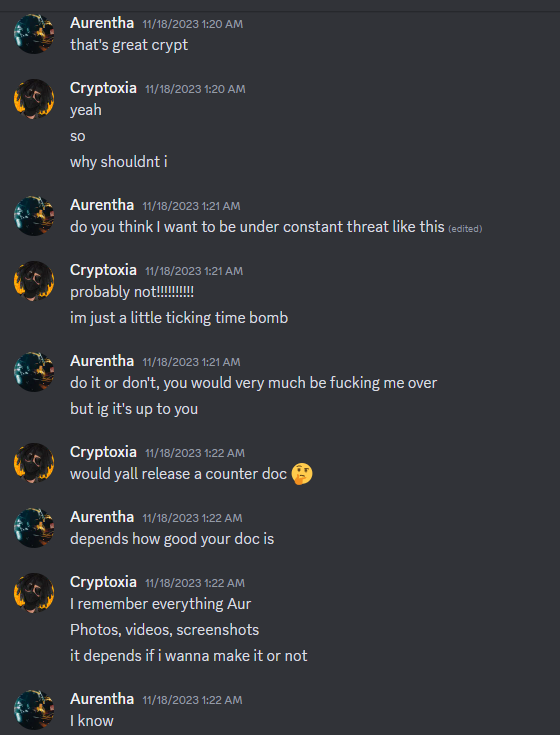 Aurentha 11/18/2023 1:20 AM
that's great crypt
Cryptoxia 11/18/2023 1:20 AM
yeah
so
why shouldnt i
Aurentha 11/18/2023 1:21 AM
do you think I want to be under constant threat like this (edited)
Cryptoxia 11/18/2023 1:21 AM
probably not!!!!!!!!!!
im just a little ticking time bomb
Aurentha 11/18/2023 1:21 AM
do it or don't, you would very much be fucking me over
but ig it's up to you
Cryptoxia 11/18/2023 1:22 AM
would yall release a counter doc 🤔
Aurentha 11/18/2023 1:22 AM
depends how good your doc is
Cryptoxia 11/18/2023 1:22 AM
I remember everything Aur
Photos, videos, screenshots
it depends if i wanna make it or not
Aurentha 11/18/2023 1:22 AM
I know